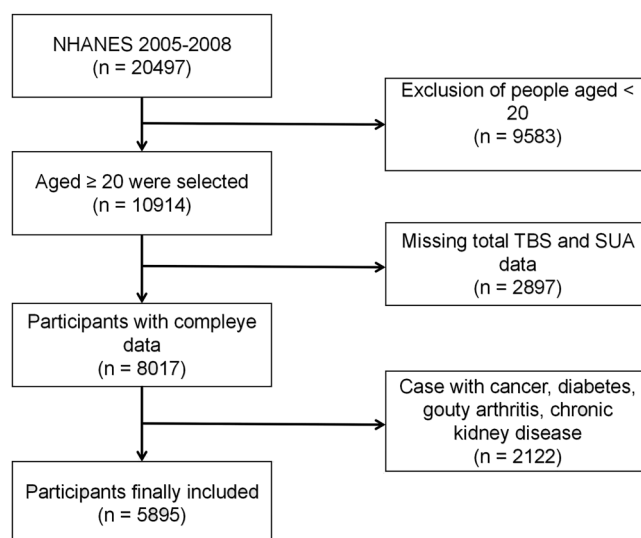 NHANES 2005-2008
(n = 20497)
Exclusion of people aged <
20
(n = 9583)
Aged ≥ 20 were selected
(n = 10914)
Missing total TBS and SUA
data
(n = 2897)
Participants with compleye
data
(n = 8017)
Case with cancer, diabetes,
gouty arthritis, chronic
kidney disease
(n = 2122)
Participants finally included
(n = 5895)